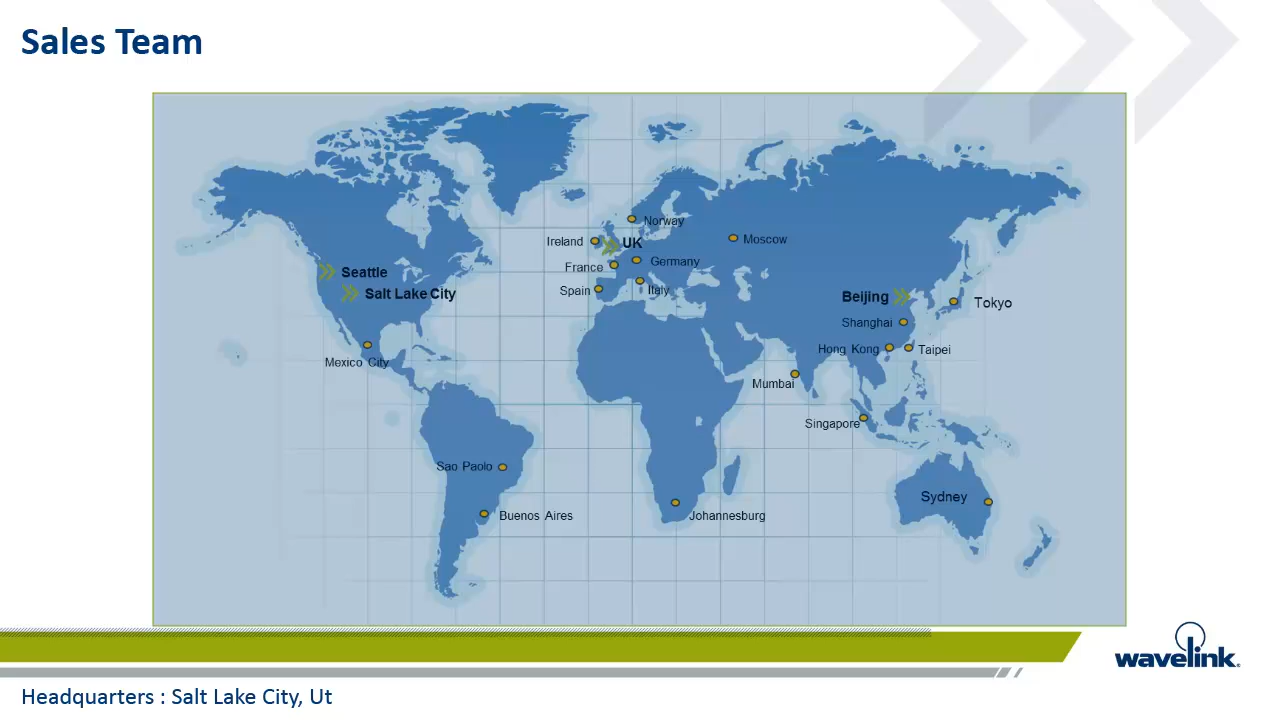 Sales Team
Norway
Ireland
UK
Moscow
France
Germany
Seattle
Spain
Italy
Salt Lake City
Beijing
Tokyo
Shanghai
Hong Kong
Taipei
Mexico City
Mumbai
Singapore
Sao Paolo
Sydney
Buenos Aires
Johannesburg
wavelink
Headquarters : Salt Lake City, Ut